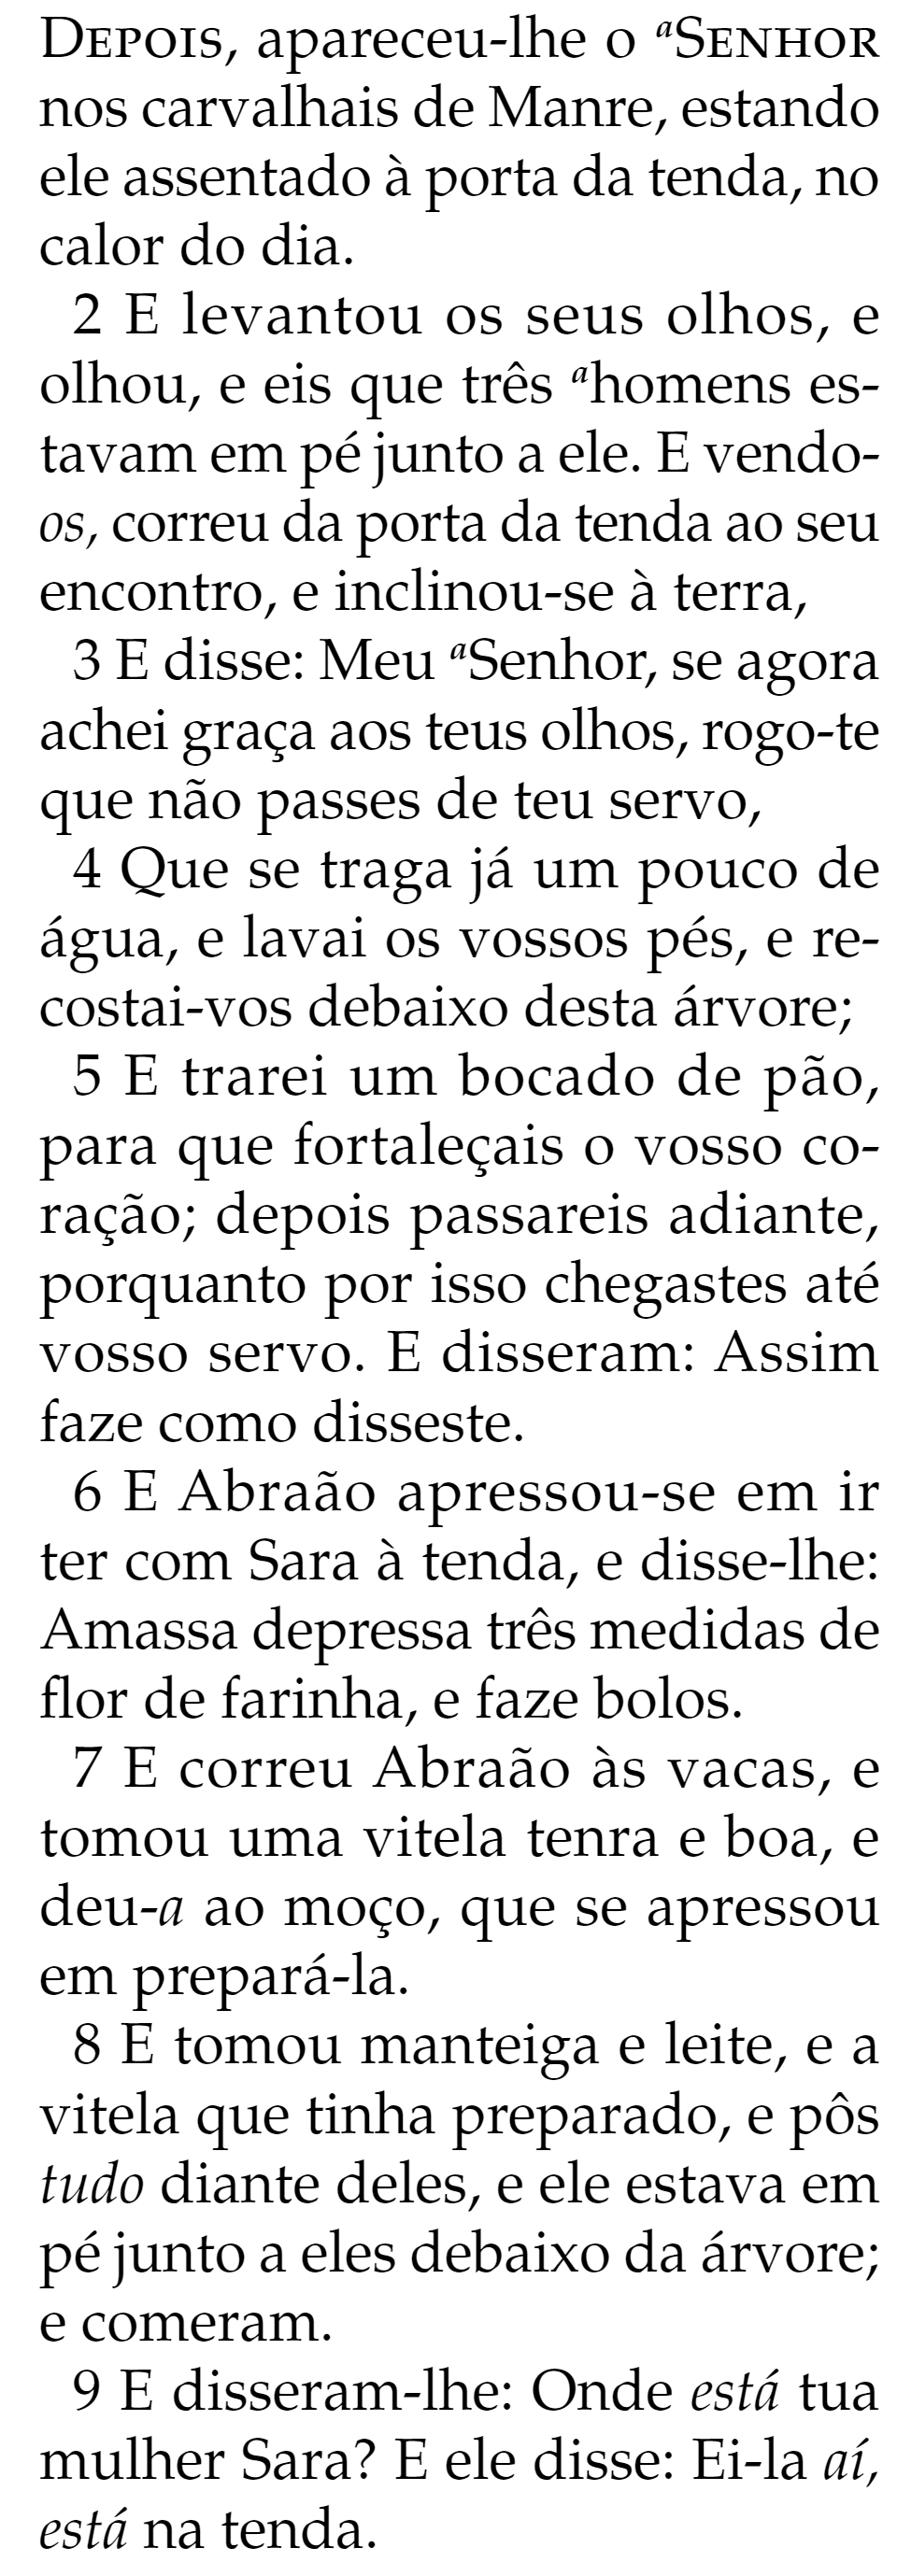 DEPOIS, apareceu-lhe o ᵃSENHOR
nos carvalhais de Manre, estando
ele assentado à porta da tenda, no
calor do dia.
2 E levantou os seus olhos, e
olhou, e eis que três ᵃhomens es-
tavam em pé junto a ele. E vendo-
os, correu da porta da tenda ao seu
encontro, e inclinou-se à terra,
3 E disse: Meu ᵃSenhor, se agora
achei graça aos teus olhos, rogo-te
que não passes de teu servo,
4 Que se traga já um pouco de
água, e lavai os vossos pés, e re-
costai-vos debaixo desta árvore;
5 E trarei um bocado de pão,
para que fortaleçais o vosso co-
ração; depois passareis adiante,
porquanto por isso chegastes até
vosso servo. E disseram: Assim
faze como disseste.
6 E Abraão apressou-se em ir
ter com Sara à tenda, e disse-lhe:
Amassa depressa três medidas de
flor de farinha, e faze bolos.
7 E correu Abraão às vacas, e
tomou uma vitela tenra e boa, e
deu-a ao moço, que se apressou
em prepará-la.
8 E tomou manteiga e leite, e a
vitela que tinha preparado, e pôs
tudo diante deles, e ele estava em
pé junto a eles debaixo da árvore;
e comeram.
9 E disseram-lhe: Onde está tua
mulher Sara? E ele disse: Ei-la aí,
está na tenda.